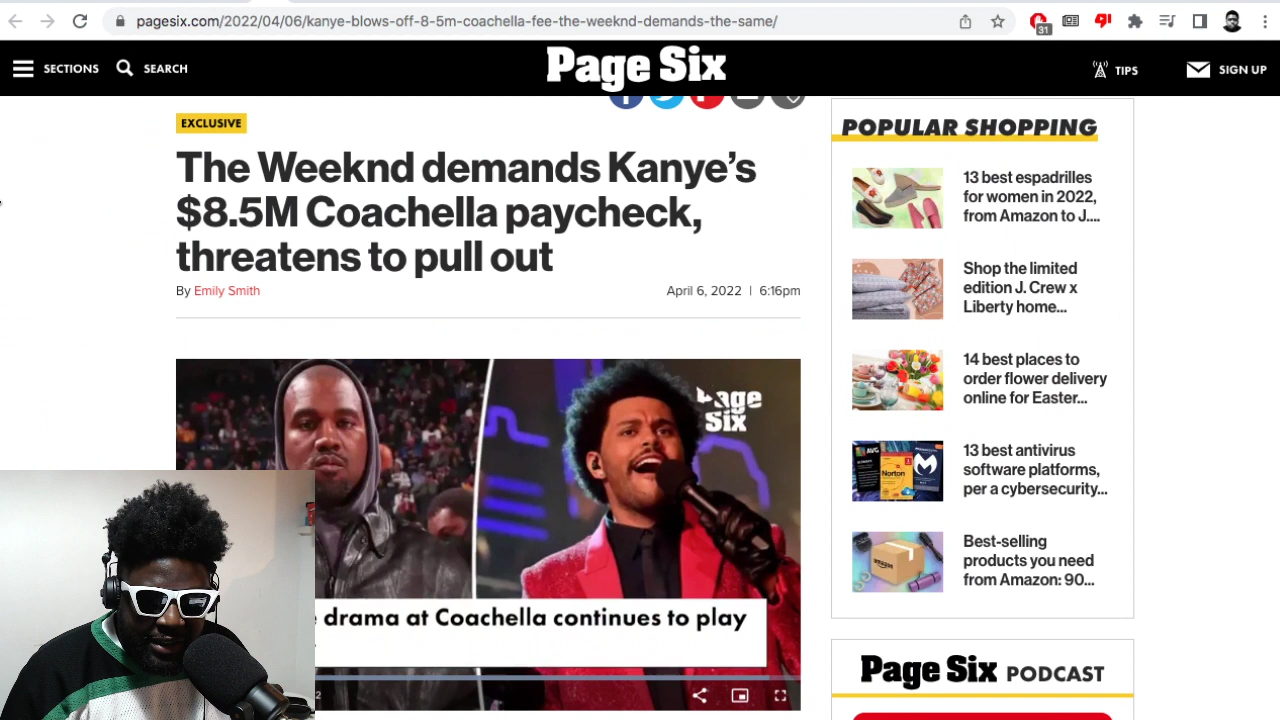 pagesix.com/2022/04/06/kanye-blows-off-8-5m-coachella-fee-the-weeknd-demands-the-same/
31
SECTIONS
SEARCH
Page Six
TIPS
SIGN UP
EXCLUSIVE
The Weeknd demands Kanye’s
$8.5M Coachella paycheck,
threatens to pull out
By Emily Smith
April 6, 2022 | 6:16pm
Page
Six
drama at Coachella continues to play
POPULAR SHOPPING
13 best espadrilles
for women in 2022,
from Amazon to J....
Shop the limited
edition J. Crew x
Liberty home...
14 best places to
order flower delivery
online for Easter...
AVG
Norton
13 best antivirus
software platforms,
per a cybersecurity...
amazon
Best-selling
products you need
from Amazon: 90...
Page Six PODCAST